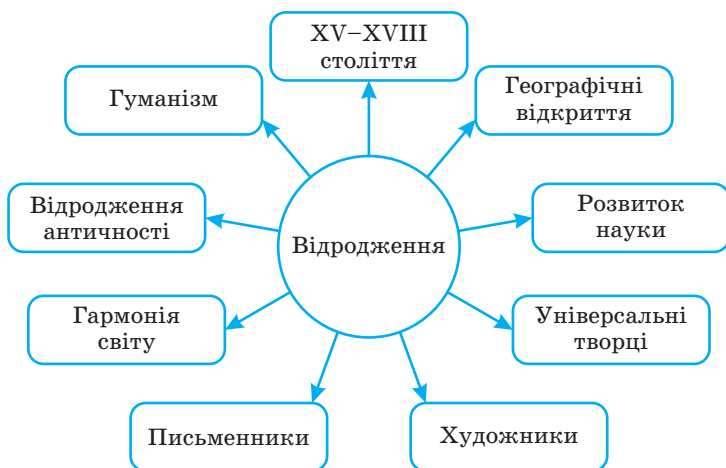 XV–XVIII
століття
Гуманізм
Географічні
відкриття
Відродження
античності
Розвиток
науки
Відродження
Гармонія
світу
Універсальні
творці
Письменники
Художники